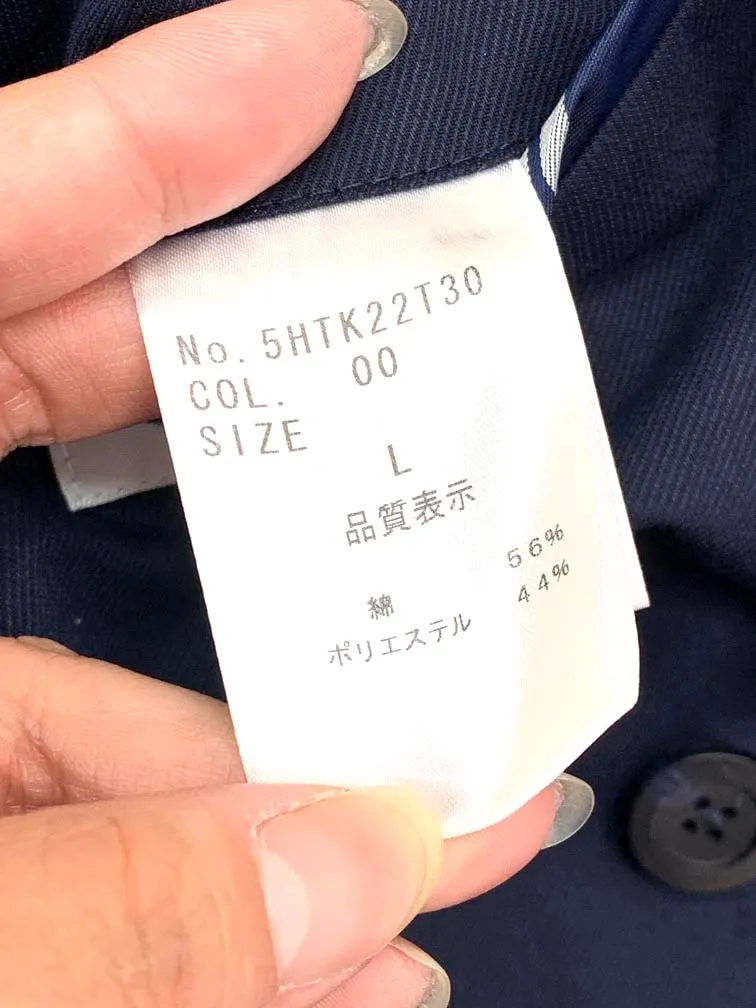 No. 5HTK22T30
COL. 00
SIZE
L
品質表示
綿 56%
ポリエステル 44%